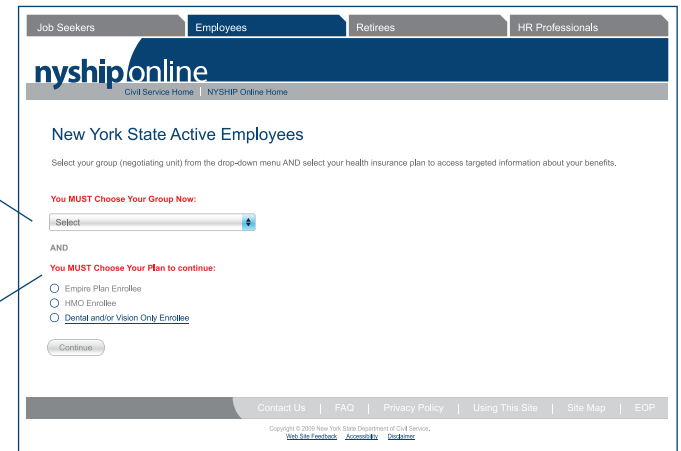 Job Seekers Employees Retirees HR Professionals
nyship online
Civil Service Home | NYSHIP Online Home
New York State Active Employees
Select your group (negotiating unit) from the drop-down menu AND select your health insurance plan to access targeted information about your benefits.
You MUST Choose Your Group Now:
Select
AND
You MUST Choose Your Plan to continue:
Empire Plan Enrollee
HMO Enrollee
Dental and/or Vision Only Enrollee
Continue
Contact Us | FAQ | Privacy Policy | Using This Site | Site Map | EOP
Copyright © 2009 New York State Department of Civil Service.
Web Site Feedback Accessibility Disclaimer